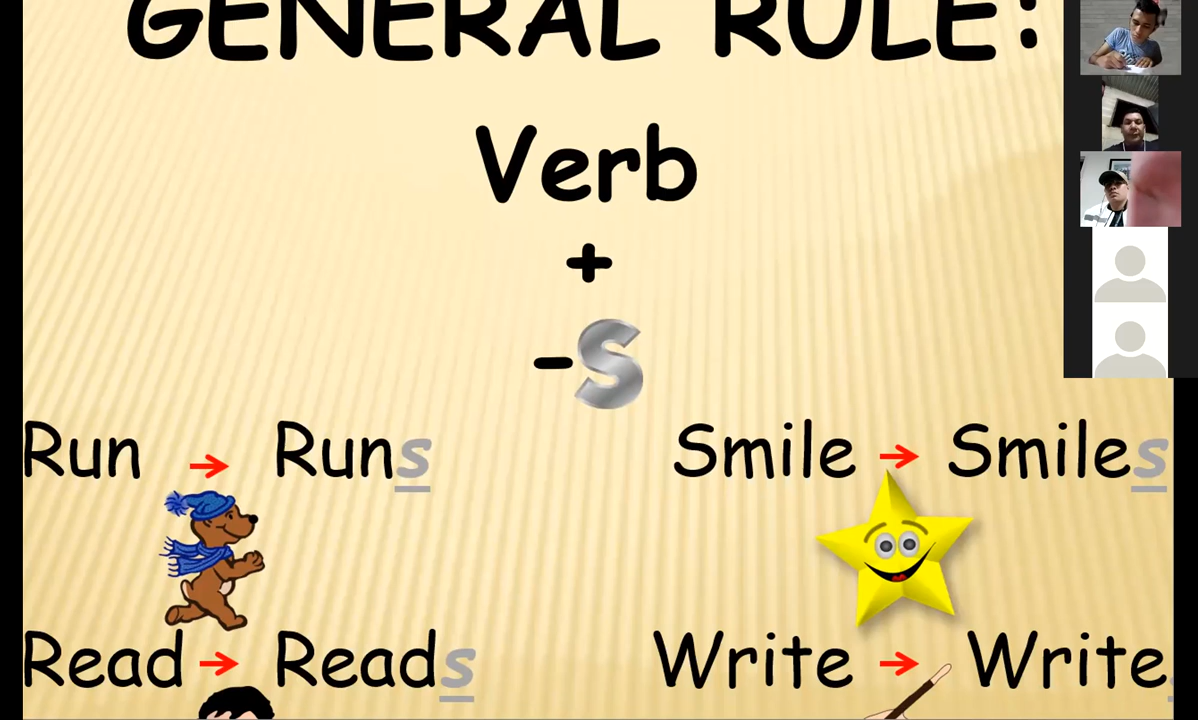 GENERAL RULE:
Verb
+
-s
Run → Runs
Smile → Smiles
Read → Reads
Write → Write